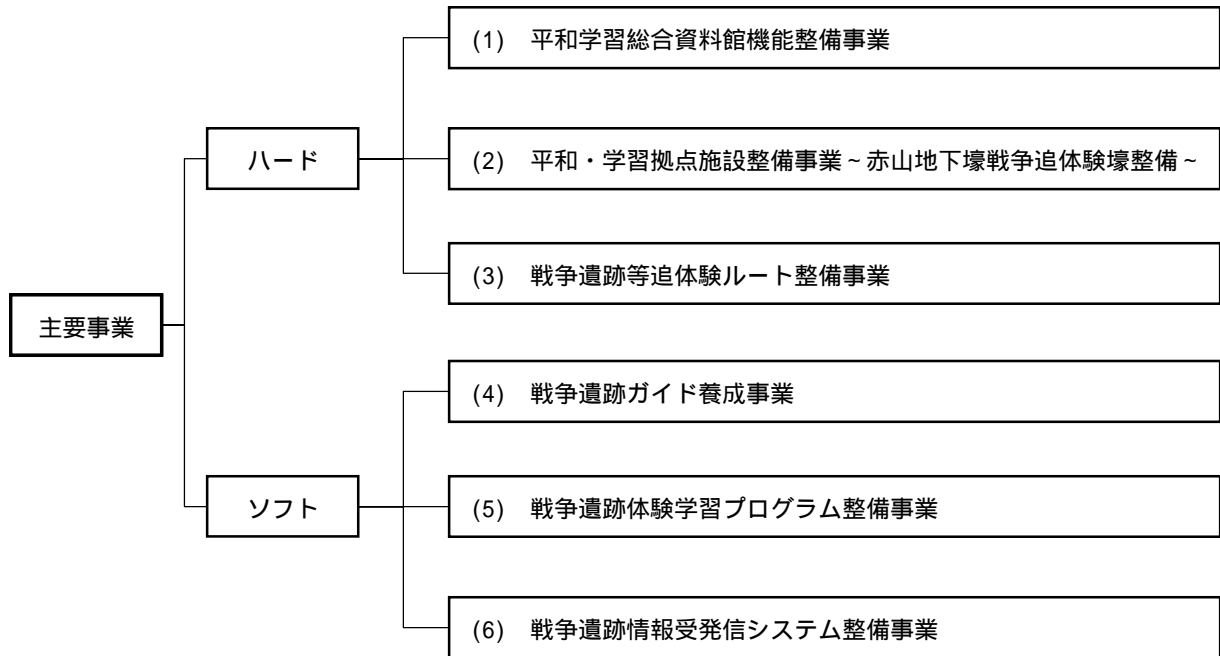 主要事業
ハード
(1) 平和学習総合資料館機能整備事業
(2) 平和・学習拠点施設整備事業~赤山地下壕戦争追体験壕整備~
(3) 戦争遺跡等追体験ルート整備事業
ソフト
(4) 戦争遺跡ガイド養成事業
(5) 戦争遺跡体験学習プログラム整備事業
(6) 戦争遺跡情報受発信システム整備事業